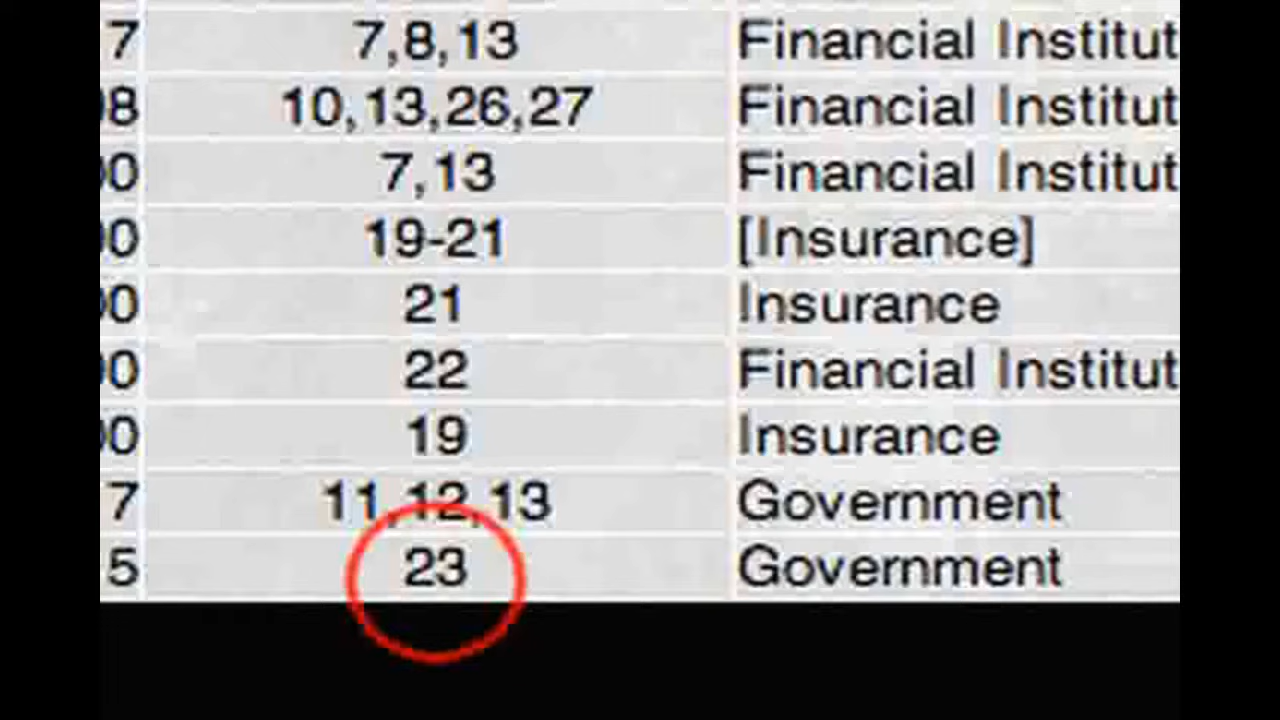 7 7,8,13 Financial Institut
08 10,13,26,27 Financial Institut
00 7,13 Financial Institut
00 19-21 [Insurance]
00 21 Insurance
00 22 Financial Institut
00 19 Insurance
7 11,12,13 Government
5 23 Government